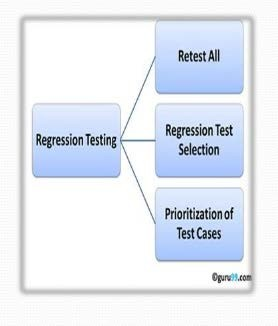 Retest All
Regression Testing
Regression Test
Selection
Prioritization of
Test Cases
©guru99.com